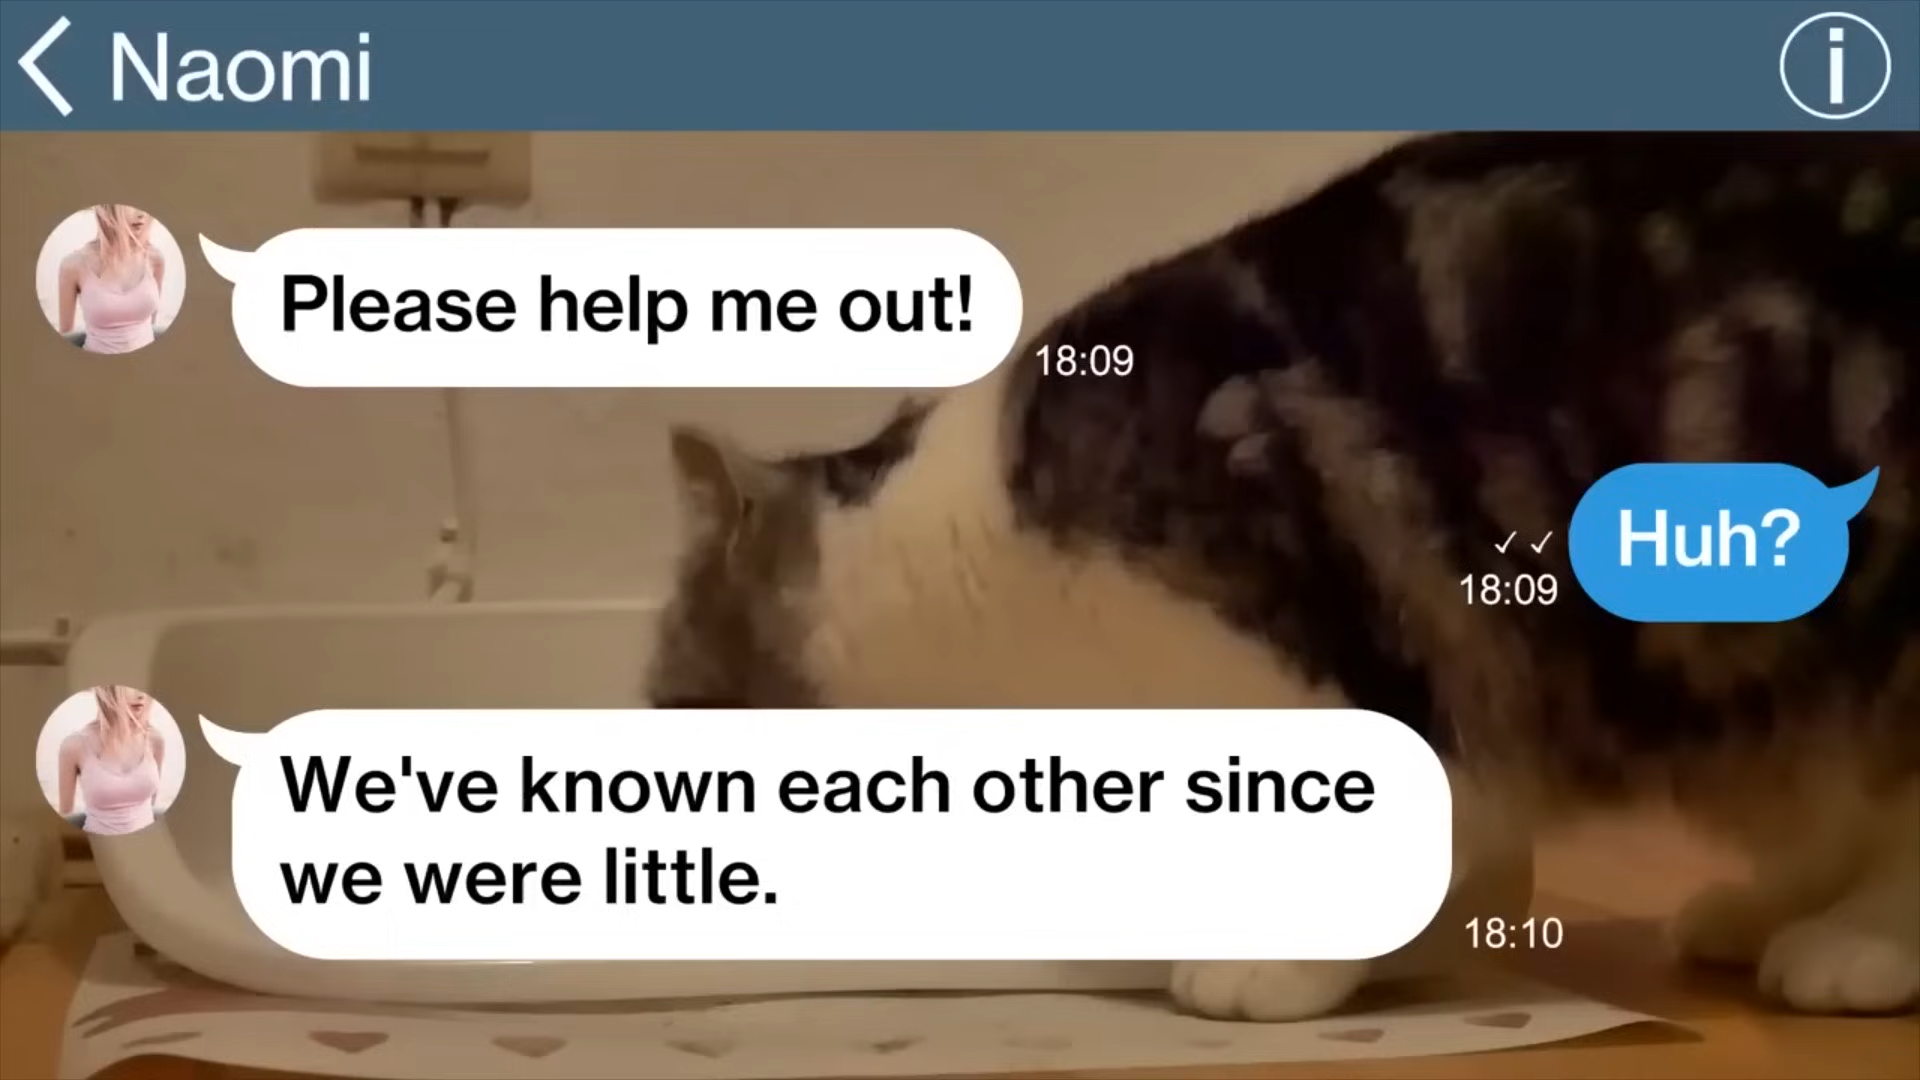 Naomi
Please help me out!
18:09
Huh?
✓✓
18:09
We've known each other since
we were little.
18:10